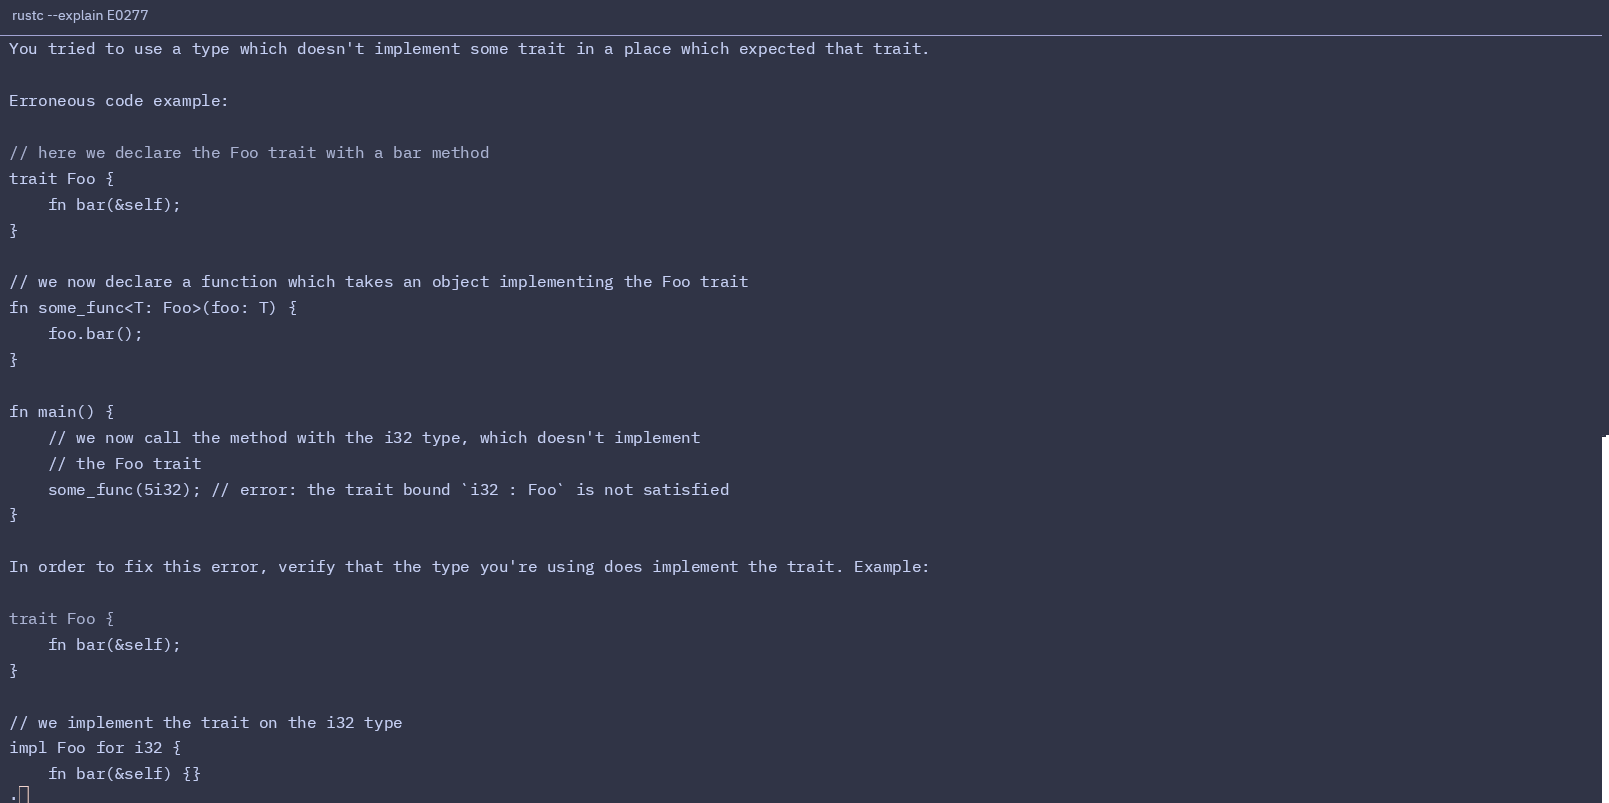 rustc --explain E0277
You tried to use a type which doesn't implement some trait in a place which expected that trait.
Erroneous code example:
// here we declare the Foo trait with a bar method
trait Foo {
    fn bar(&self);
}
// we now declare a function which takes an object implementing the Foo trait
fn some_func<T: Foo>(foo: T) {
    foo.bar();
}
fn main() {
    // we now call the method with the i32 type, which doesn't implement
    // the Foo trait
    some_func(5i32); // error: the trait bound `i32 : Foo` is not satisfied
}
In order to fix this error, verify that the type you're using does implement the trait. Example:
trait Foo {
    fn bar(&self);
}
// we implement the trait on the i32 type
impl Foo for i32 {
    fn bar(&self) {}